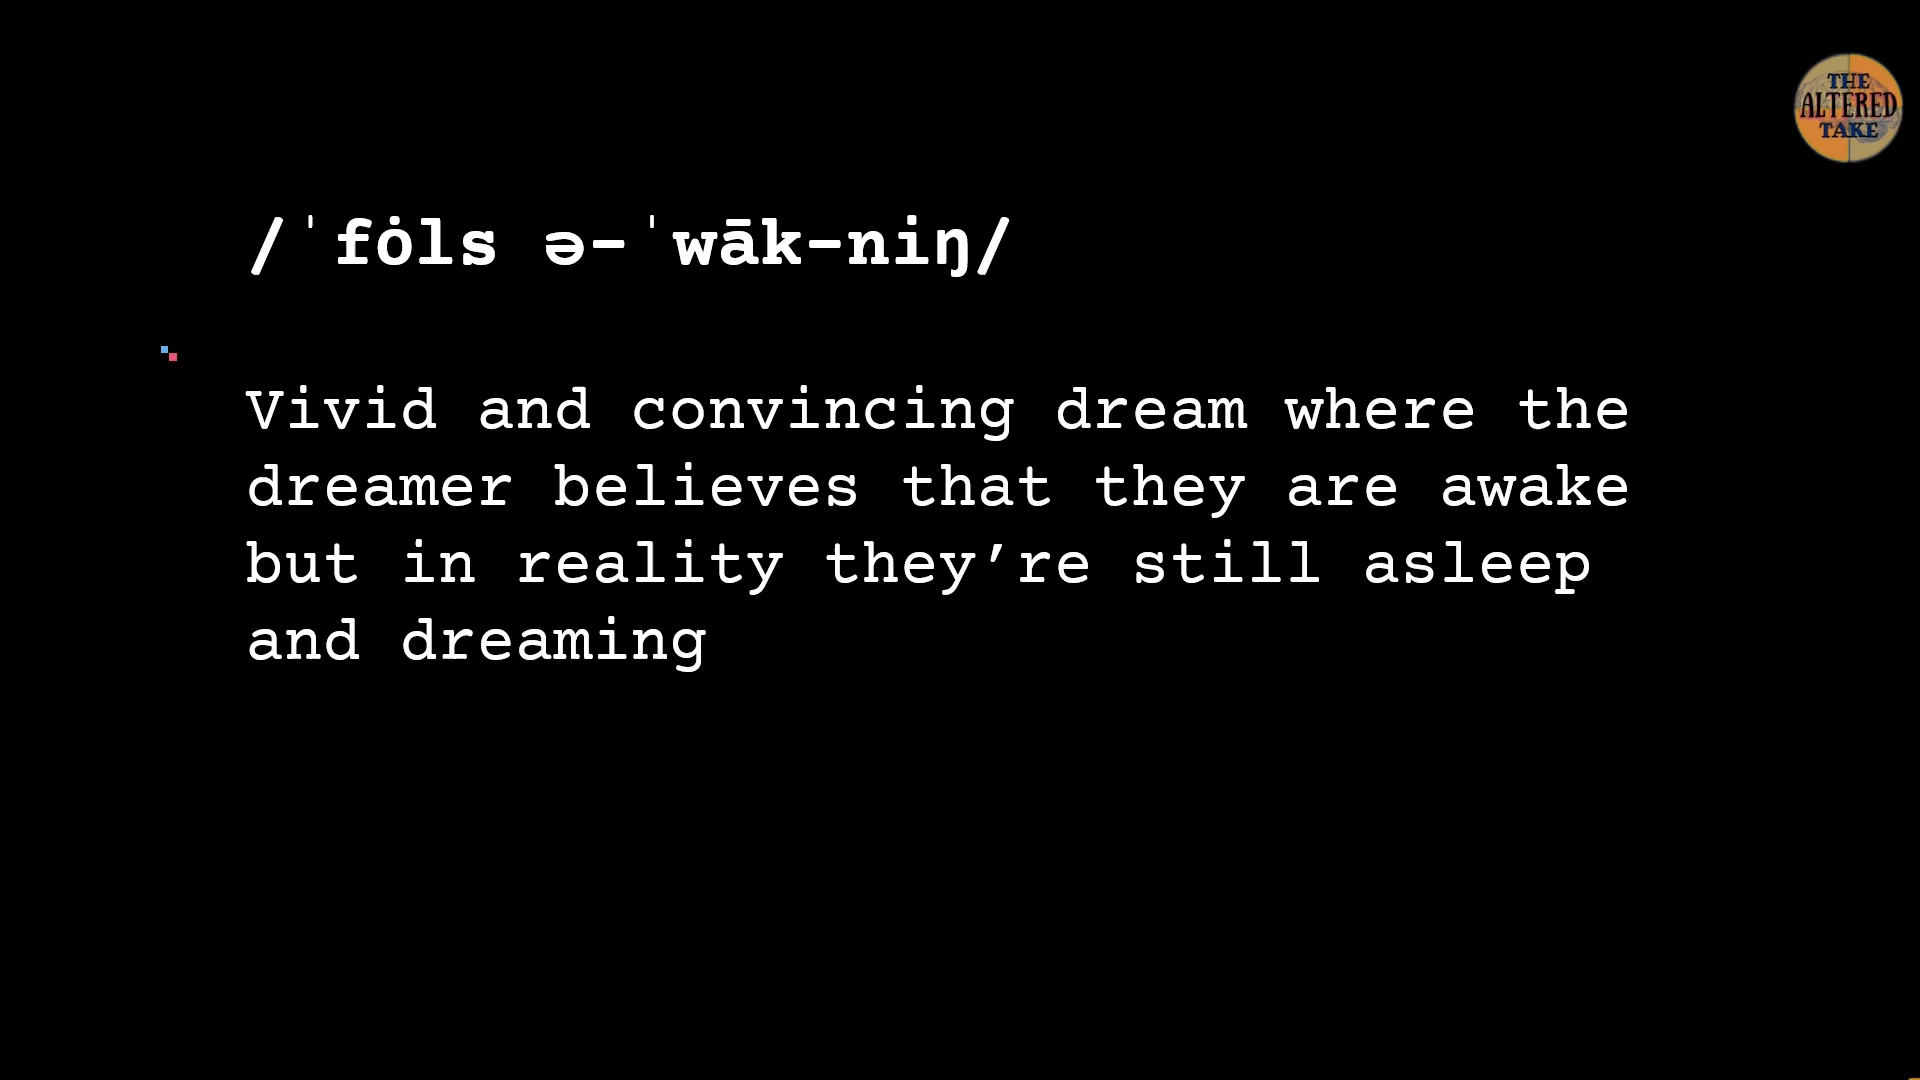 THE
ALTERED
TAKE
/ˈfȯls ə-ˈwāk-niŋ/
Vivid and convincing dream where the
dreamer believes that they are awake
but in reality they’re still asleep
and dreaming